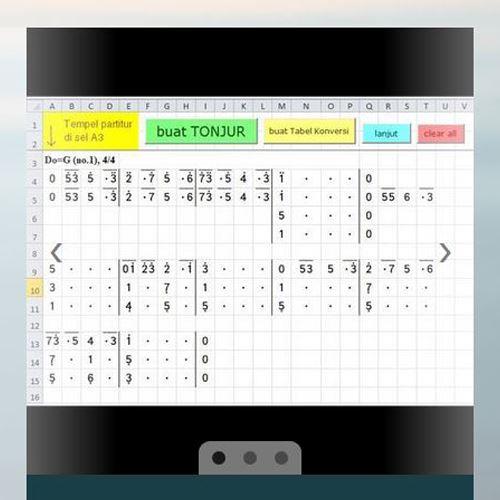 A B C D E F G H I J K L M N O P Q R S T U V
1 Tempel partitur
2 di sel A3
buat TONJUR
buat Tabel Konversi
lanjut
clear all
3 Do=G (no.1), 4/4
4 0 53 5 ·3 2 ·7 5 ·6 73 ·5 4 ·3 1 · · · 0
5 0 53 5 ·3 2 ·7 5 ·6 73 ·5 4 ·3 1 · · · 0 55 6 ·3
6 5 · · · 0
7 1 · · · 0
8
9 5 · · · 01 23 2 ·1 3 · · · 0 53 5 ·3 2 ·7 5 ·6
10 3 · · · 1 · 7 · 1 · · · 1 · · · 7 · · ·
11 1 · · · 4 · 5 · 5 · · · 5 · · · 5 · · ·
12
13 73 ·5 4 ·3 1 · · · 0
14 7 · 1 · 5 · · · 0
15 5 · 6 · 3 · · · 0
16